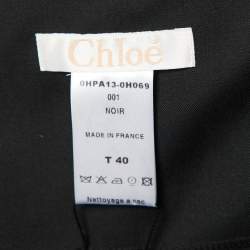 Chloé
0HPA13-0H069
001
NOIR
MADE IN FRANCE
T 40
Nettoyage a sec